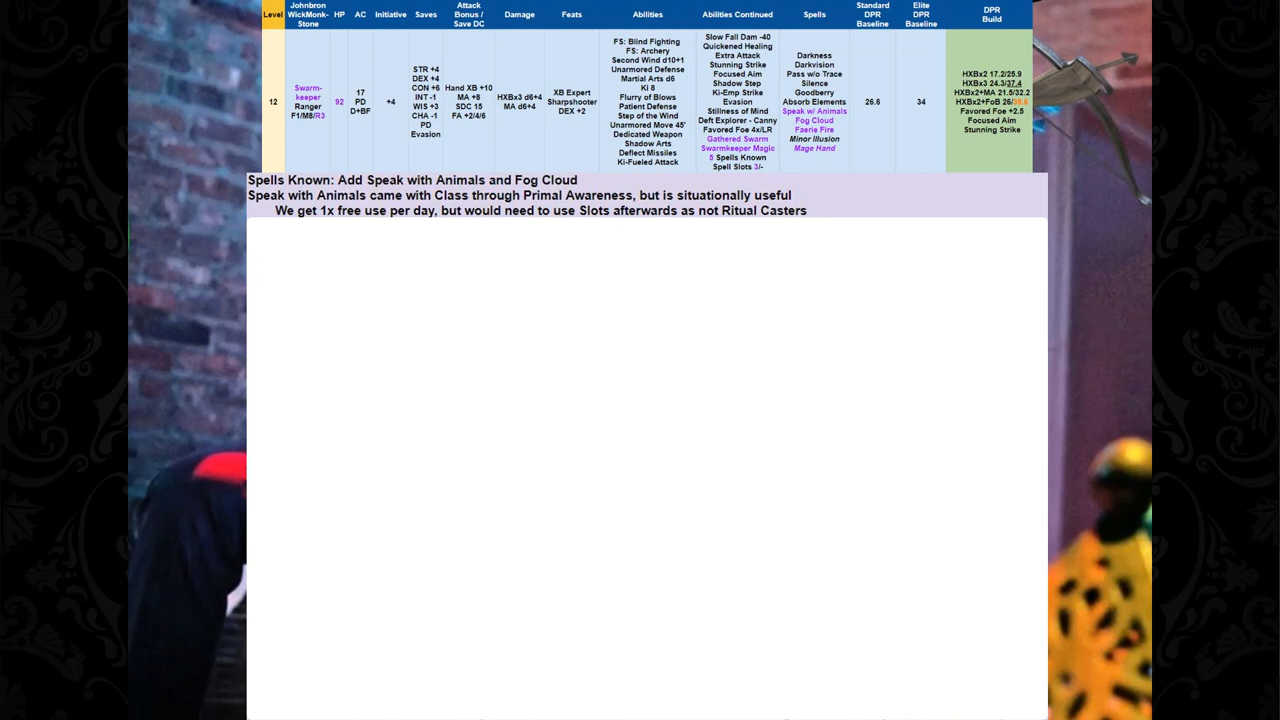 Level
Johnbron
WickMonk-
Stone
HP
AC
Initiative
Saves
Attack
Bonus /
Save DC
Damage
Feats
Abilities
Abilities Continued
Spells
Standard
DPR
Baseline
Elite
DPR
Baseline
DPR
Build
12
Swarm-
keeper
Ranger
F1/M8/R3
92
17
PD
D+BF
+4
STR +4
DEX +4
CON +6
INT -1
WIS +3
CHA -1
PD
Evasion
Hand XB +10
MA +8
SDC 15
FA +2/4/6
HXBx3 d6+4
MA d6+4
XB Expert
Sharpshooter
DEX +2
FS: Blind Fighting
FS: Archery
Second Wind d10+1
Unarmored Defense
Martial Arts d6
Ki 8
Flurry of Blows
Patient Defense
Step of the Wind
Unarmored Move 45'
Dedicated Weapon
Shadow Arts
Deflect Missiles
Ki-Fueled Attack
Slow Fall Dam -40
Quickened Healing
Extra Attack
Stunning Strike
Focused Aim
Shadow Step
Ki-Emp Strike
Evasion
Stillness of Mind
Deft Explorer - Canny
Favored Foe 4x/LR
Gathered Swarm
Swarmkeeper Magic
5 Spells Known
Spell Slots 3/-
Darkness
Darkvision
Pass w/o Trace
Silence
Goodberry
Absorb Elements
Speak w/ Animals
Fog Cloud
Faerie Fire
Minor Illusion
Mage Hand
26.6
34
HXBx2 17.2/25.9
HXBx3 24.3/37.4
HXBx2+MA 21.5/32.2
HXBx2+FoB 26/38.6
Favored Foe +2.5
Focused Aim
Stunning Strike
Spells Known: Add Speak with Animals and Fog Cloud
Speak with Animals came with Class through Primal Awareness, but is situationally useful
We get 1x free use per day, but would need to use Slots afterwards as not Ritual Casters